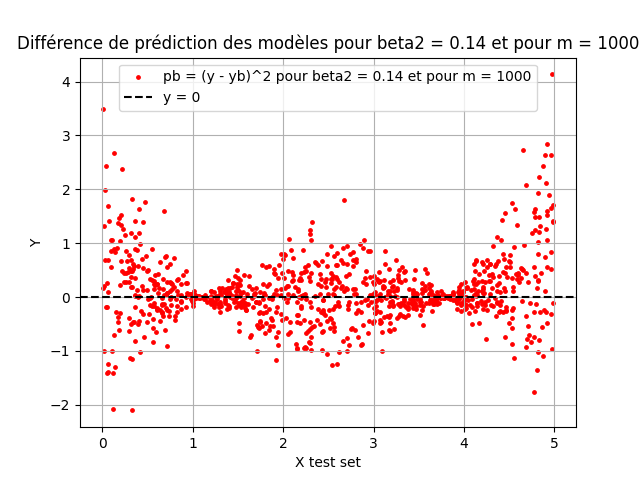 Différence de prédiction des modèles pour beta2 = 0.14 et pour m = 1000
pb = (y - yb)^2 pour beta2 = 0.14 et pour m = 1000
y = 0
Y
4
3
2
1
0
−1
−2
0 1 2 3 4 5
X test set